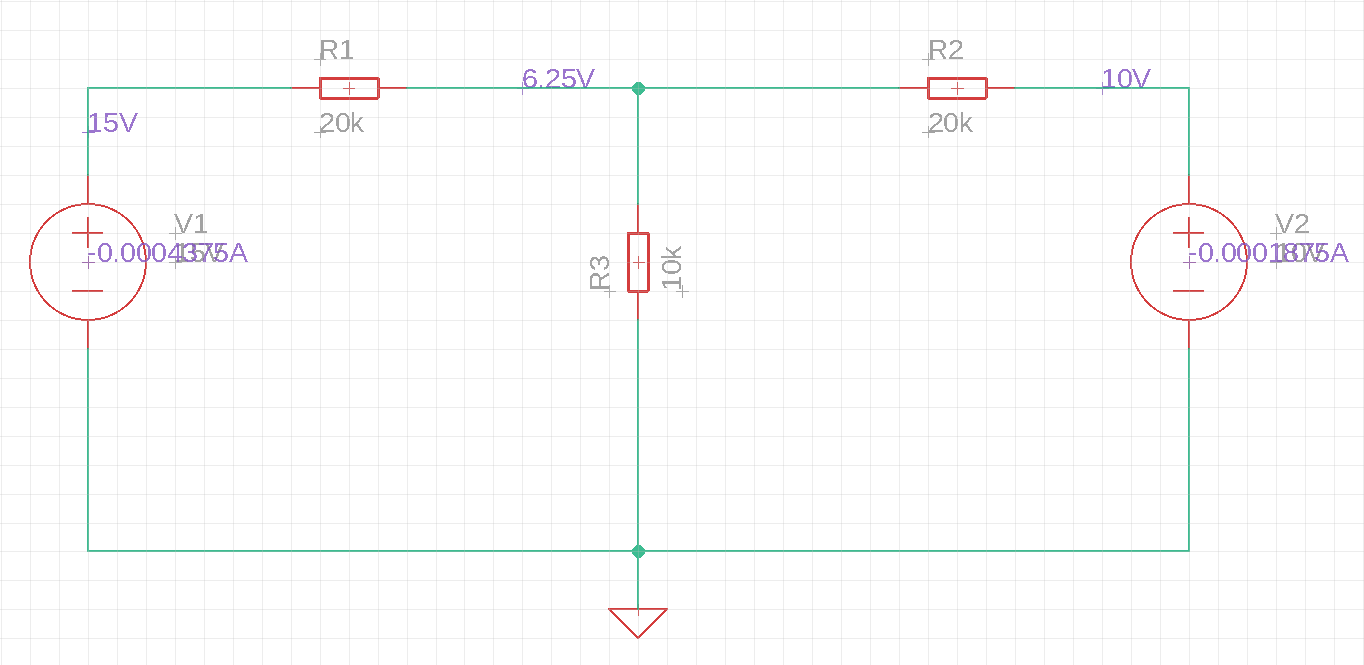 R1
R2
6.25V
10V
15V
20k
20k
V1
V2
-0.0004375A
15V
-0.0001875A
10V
R3
10k